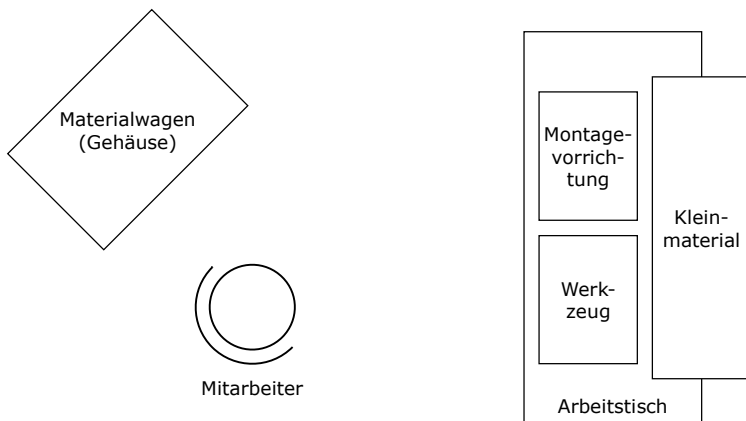 Materialwagen
(Gehäuse)
Montage-
vorrich-
tung
Klein-
material
Werk-
zeug
Mitarbeiter
Arbeitstisch